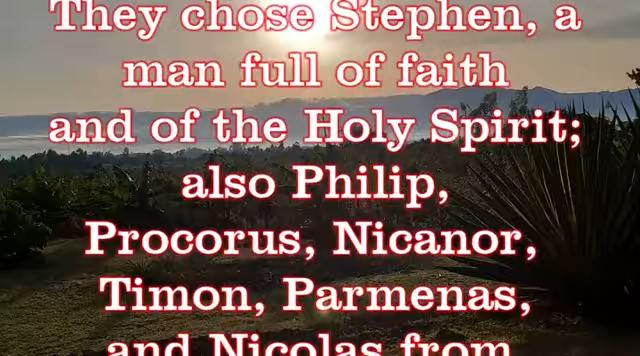 They chose Stephen, a
man full of faith
and of the Holy Spirit;
also Philip,
Procorus, Nicanor,
Timon, Parmenas,
and Nicolas from